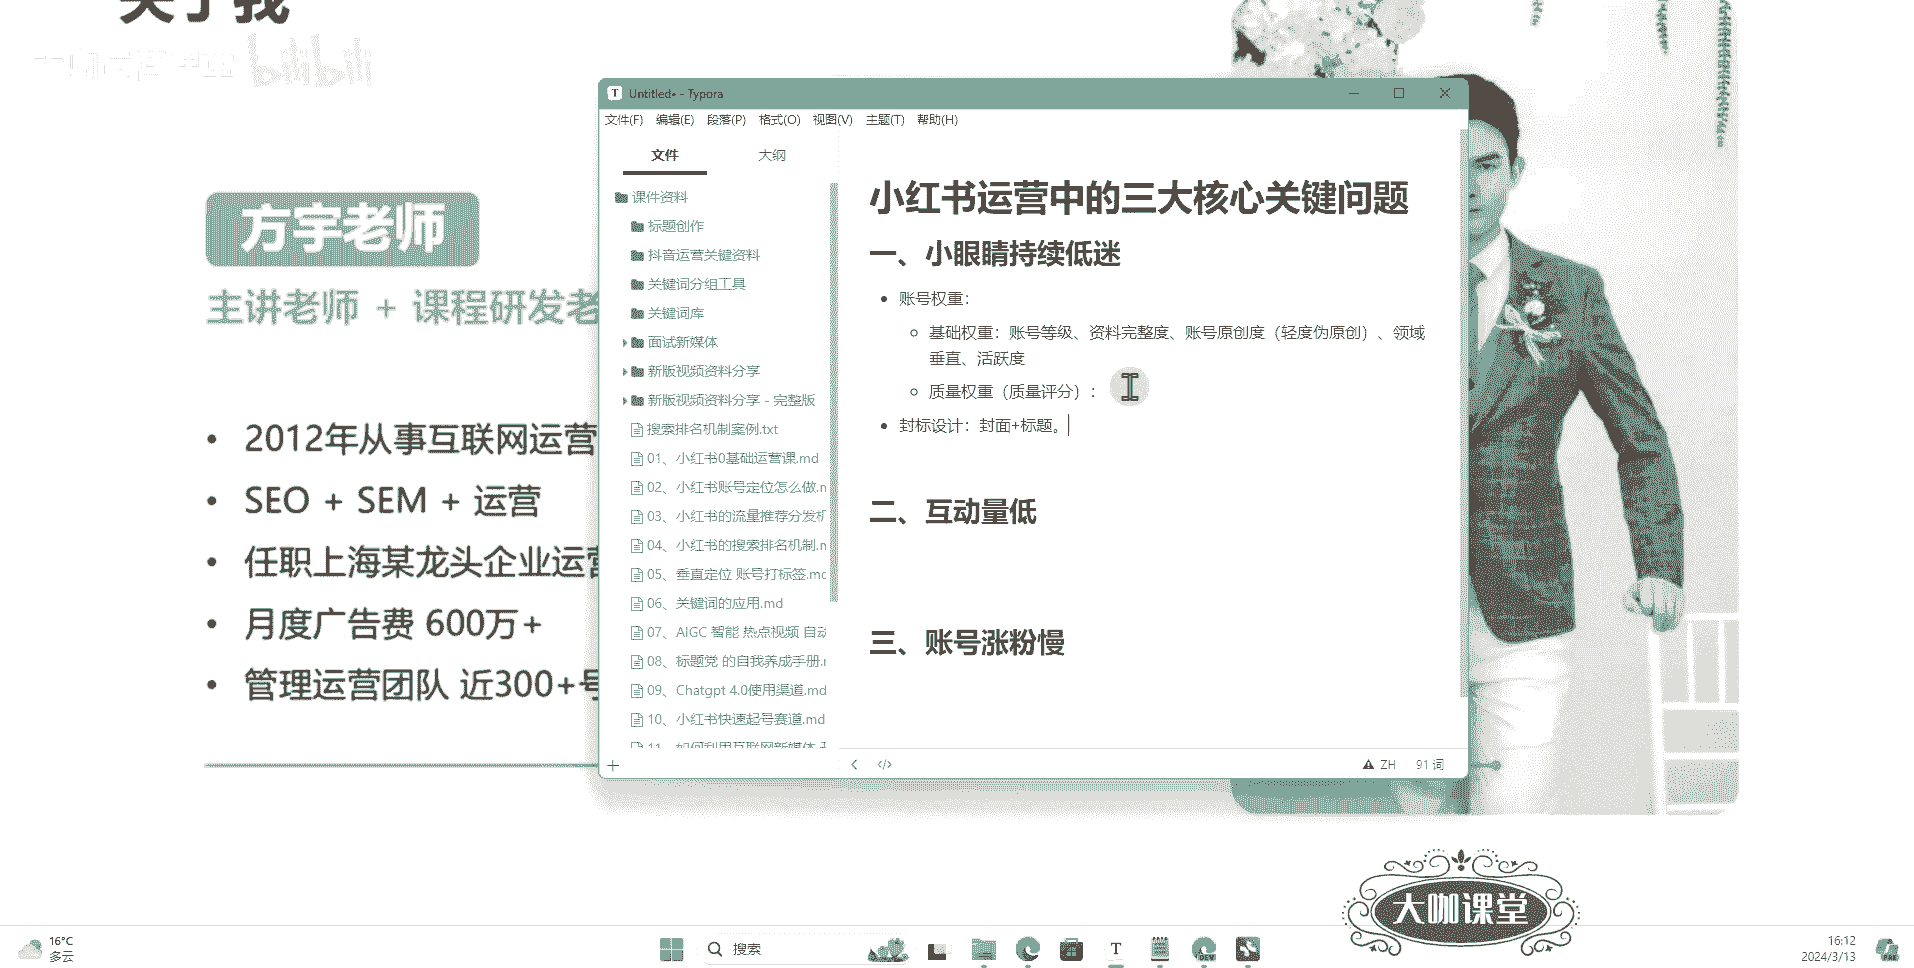 关于我
bilibili
方宇老师
主讲老师 + 课程研发老
2012年从事互联网运营
SEO + SEM + 运营
任职上海某龙头企业运营
月度广告费 600万+
管理运营团队 近300+号
Untitled• - Typora
文件(F) 编辑(E) 段落(P) 格式(O) 视图(V) 主题(T) 帮助(H)
文件 大纲
课件资料
标题创作
抖音运营关键资料
关键词分组工具
关键词库
面试新媒体
新版视频资料分享
新版视频资料分享 - 完整版
搜索排名机制案例.txt
01、小红书0基础运营课.md
02、小红书账号定位怎么做.m
03、小红书的流量推荐分发机
04、小红书的搜索排名机制.m
05、垂直定位 账号打标签.md
06、关键词的应用.md
07、AIGC 智能 热点视频 自动
08、标题党 的自我养成手册.m
09、Chatgpt 4.0使用渠道.md
10、小红书快速起号赛道.md
11、如何利用互联网新媒体
小红书运营中的三大核心关键问题
一、小眼睛持续低迷
账号权重：
基础权重：账号等级、资料完整度、账号原创度（轻度伪原创）、领域
垂直、活跃度
质量权重（质量评分）：
封标设计：封面+标题。
二、互动量低
三、账号涨粉慢
ZH 91 词
大咖课堂
16°C
多云
搜索
T
DEV
16:12
2024/3/13
PRE